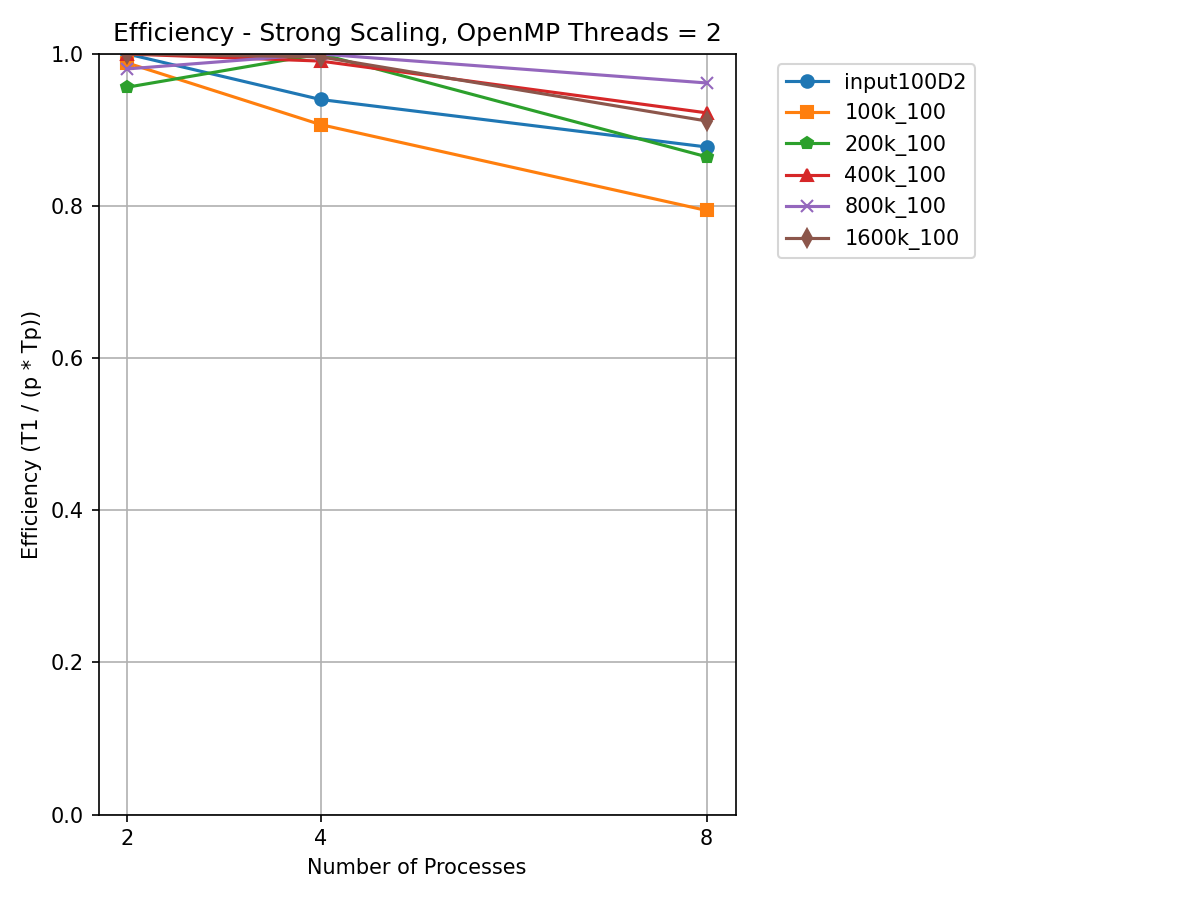 Efficiency - Strong Scaling, OpenMP Threads = 2
1.0
0.8
0.6
0.4
0.2
0.0
Efficiency (T1 / (p * Tp))
2 4 8
Number of Processes
input100D2
100k_100
200k_100
400k_100
800k_100
1600k_100